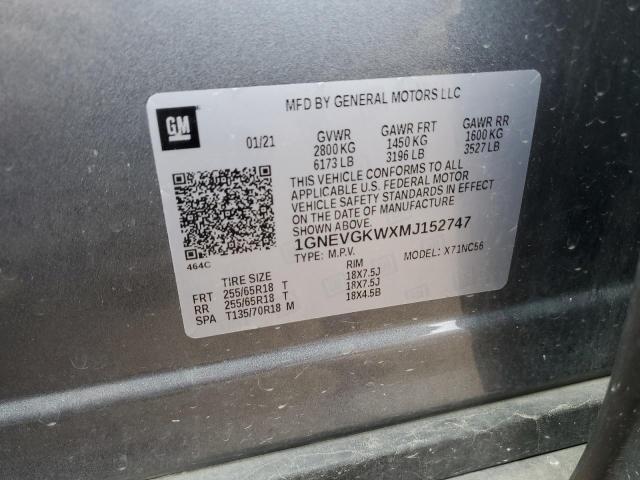 GM
MFD BY GENERAL MOTORS LLC
01/21 GVWR GAWR FRT GAWR RR
2800 KG 1450 KG 1600 KG
6173 LB 3196 LB 3527 LB
THIS VEHICLE CONFORMS TO ALL
APPLICABLE U.S. FEDERAL MOTOR
VEHICLE SAFETY STANDARDS IN EFFECT
ON THE DATE OF MANUFACTURE
SHOWN ABOVE.
1GNEVGKWXMJ152747
TYPE: M.P.V. MODEL: X71NC56
464C
TIRE SIZE RIM
FRT 255/65R18 T 18X7.5J
RR 255/65R18 T 18X7.5J
SPA T135/70R18 M 18X4.5B